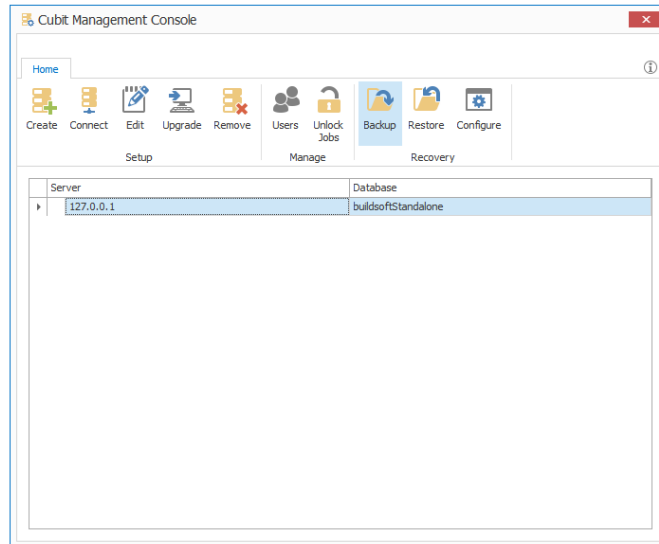 Cubit Management Console
Home
Create Connect Edit Upgrade Remove Users Unlock Jobs Backup Restore Configure
Setup Manage Recovery
Server Database
127.0.0.1 buildsoftStandalone